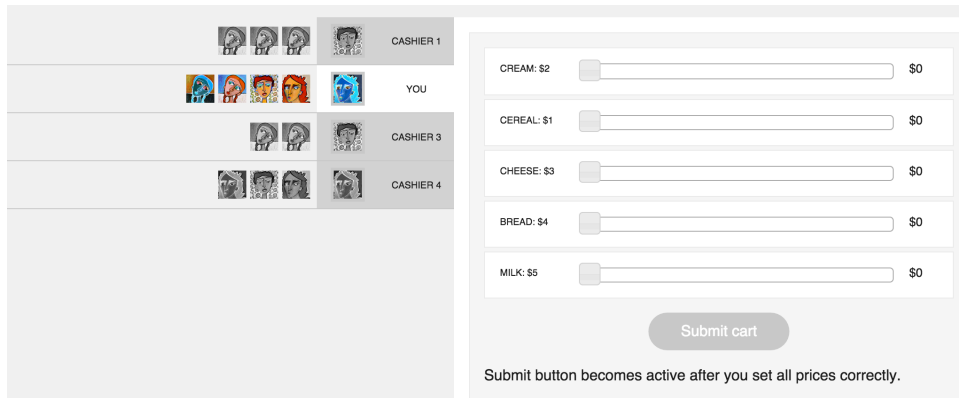 CASHIER 1
YOU
CASHIER 3
CASHIER 4
CREAM: $2 $0
CEREAL: $1 $0
CHEESE: $3 $0
BREAD: $4 $0
MILK: $5 $0
Submit cart
Submit button becomes active after you set all prices correctly.